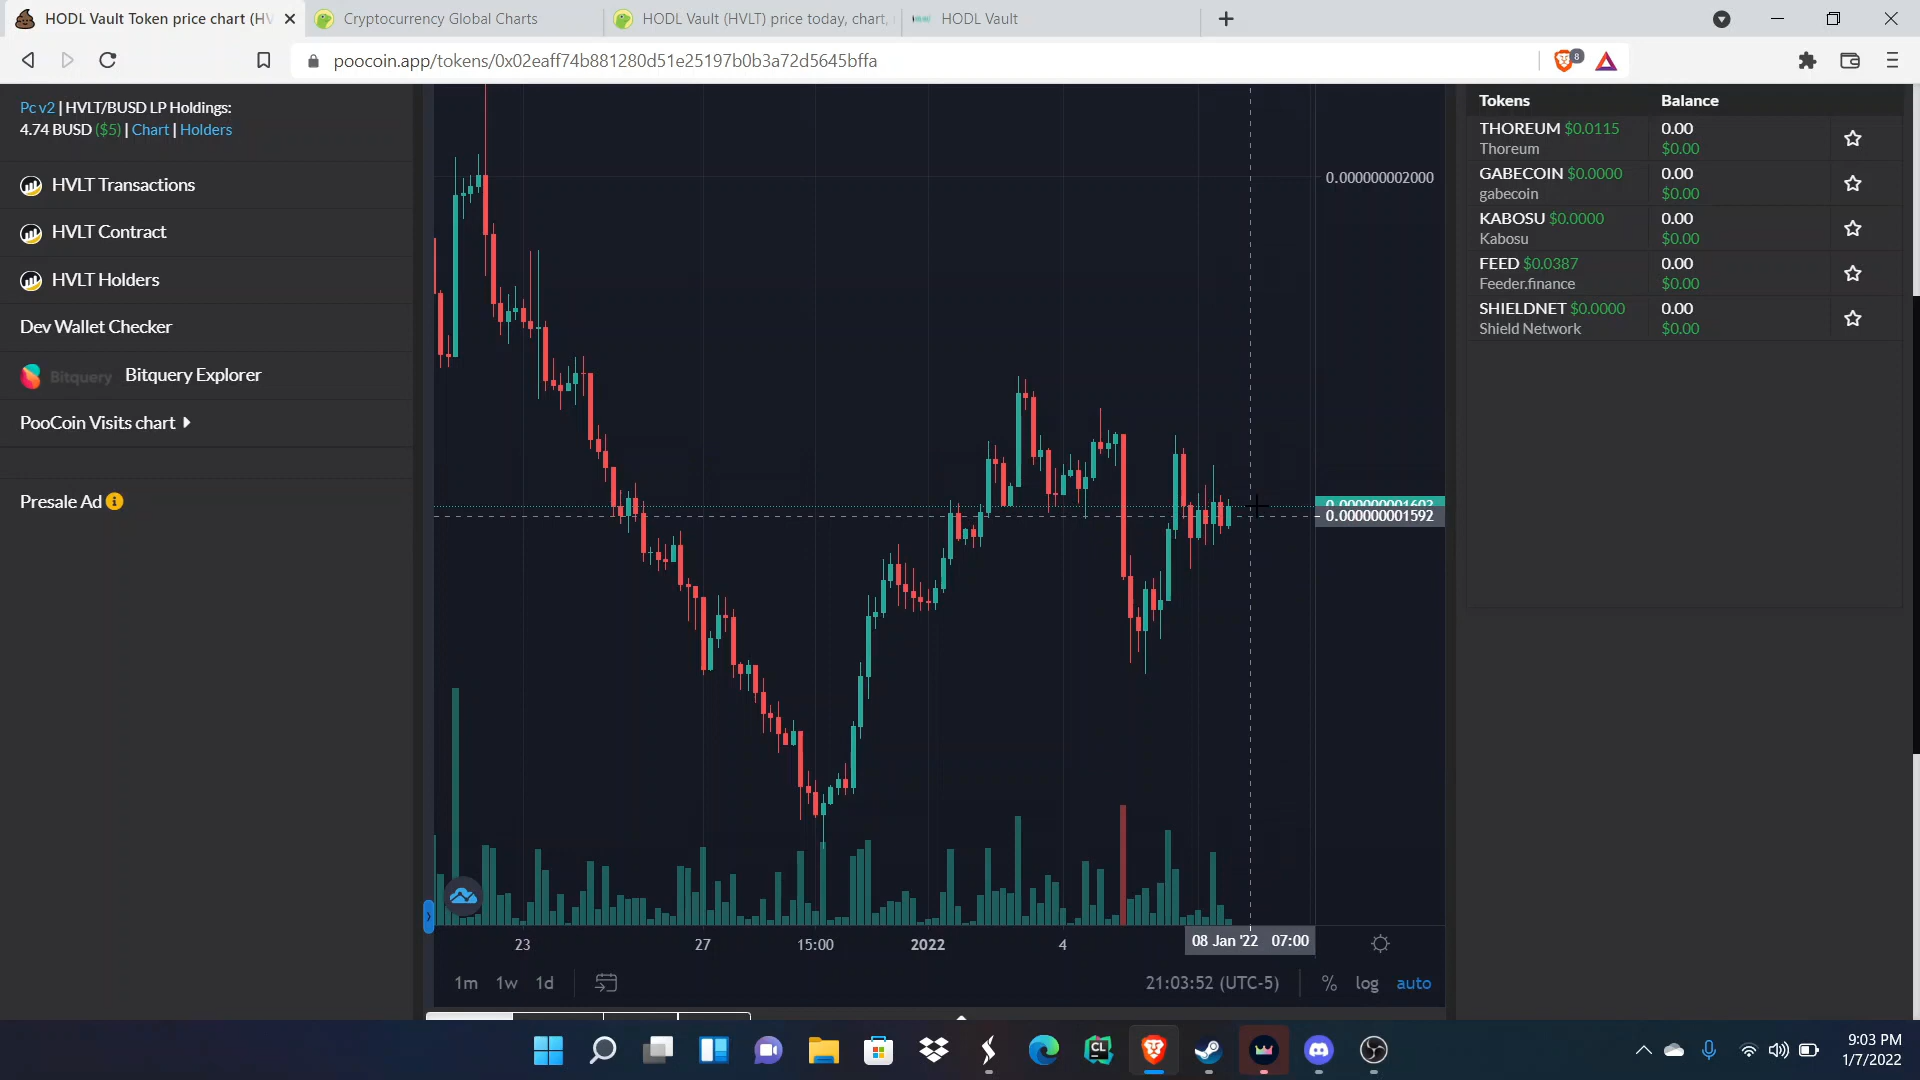 HODL Vault Token price chart (HV
Cryptocurrency Global Charts
HODL Vault (HVLT) price today, chart,
HODL Vault
poocoin.app/tokens/0x02eaff74b881280d51e25197b0b3a72d5645bffa
8
Pc v2 | HVLT/BUSD LP Holdings:
4.74 BUSD ($5) | Chart | Holders
HVLT Transactions
HVLT Contract
HVLT Holders
Dev Wallet Checker
Bitquery Bitquery Explorer
PooCoin Visits chart
Presale Ad
0.000000002000
0.000000001602
0.000000001592
23
27
15:00
2022
4
08 Jan '22 07:00
1m 1w 1d
21:03:52 (UTC-5)
% log auto
Tokens Balance
THOREUM $0.0115 0.00
Thoreum $0.00
GABECOIN $0.0000 0.00
gabecoin $0.00
KABOSU $0.0000 0.00
Kabosu $0.00
FEED $0.0387 0.00
Feeder.finance $0.00
SHIELDNET $0.0000 0.00
Shield Network $0.00
CL
9:03 PM
1/7/2022